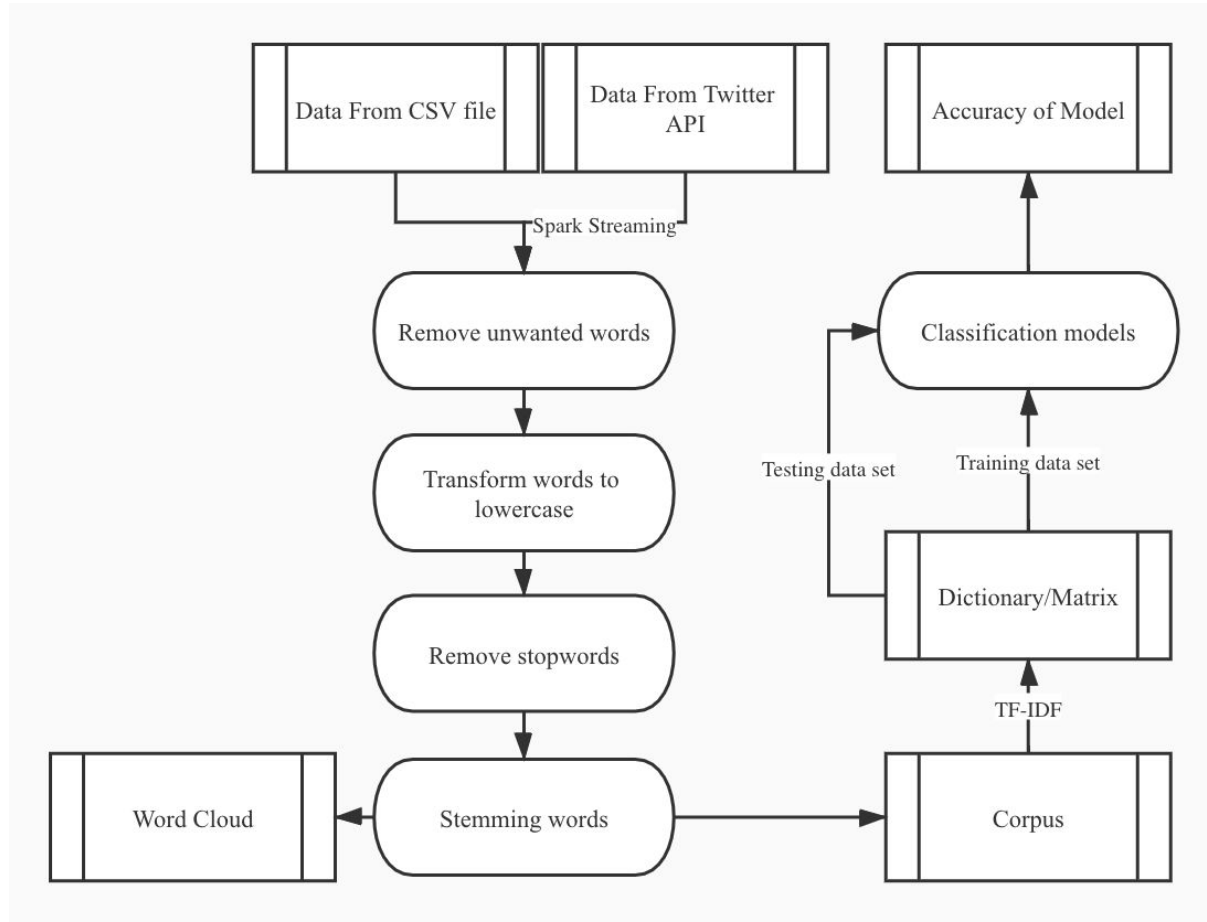 Data From CSV file
Data From Twitter
API
Accuracy of Model
Spark Streaming
Remove unwanted words
Classification models
Transform words to
lowercase
Testing data set
Training data set
Remove stopwords
Dictionary/Matrix
TF-IDF
Word Cloud
Stemming words
Corpus